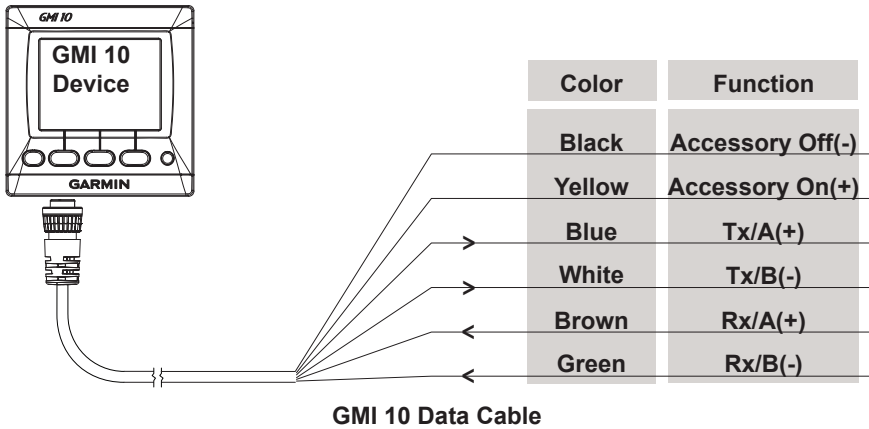 GMI 10
GMI 10
Device
GARMIN
Color Function
Black Accessory Off(-)
Yellow Accessory On(+)
Blue Tx/A(+)
White Tx/B(-)
Brown Rx/A(+)
Green Rx/B(-)
GMI 10 Data Cable